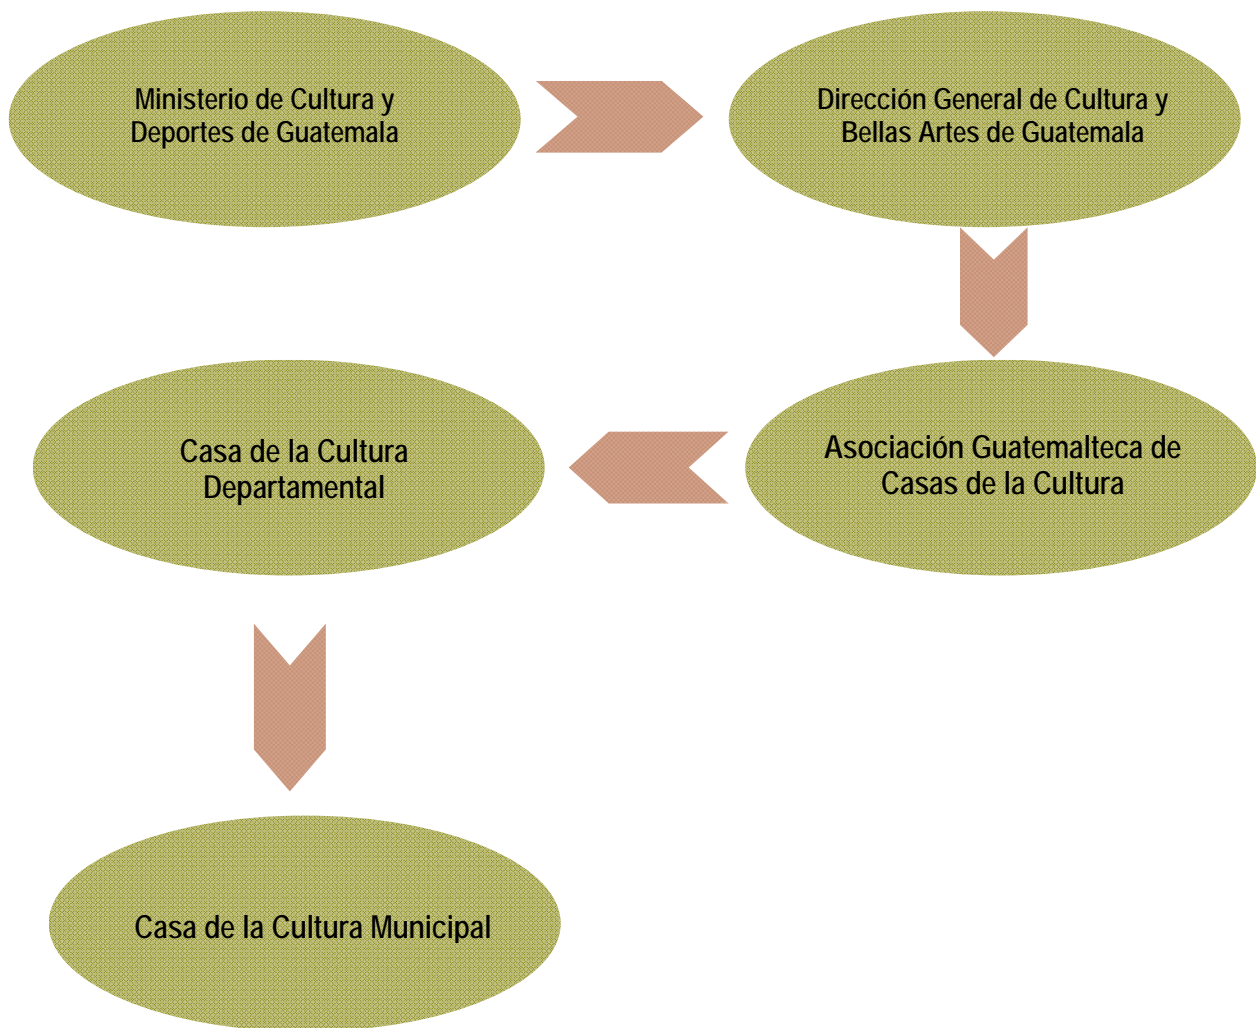 Ministerio de Cultura y
Deportes de Guatemala
Dirección General de Cultura y
Bellas Artes de Guatemala
Asociación Guatemalteca de
Casas de la Cultura
Casa de la Cultura
Departamental
Casa de la Cultura Municipal